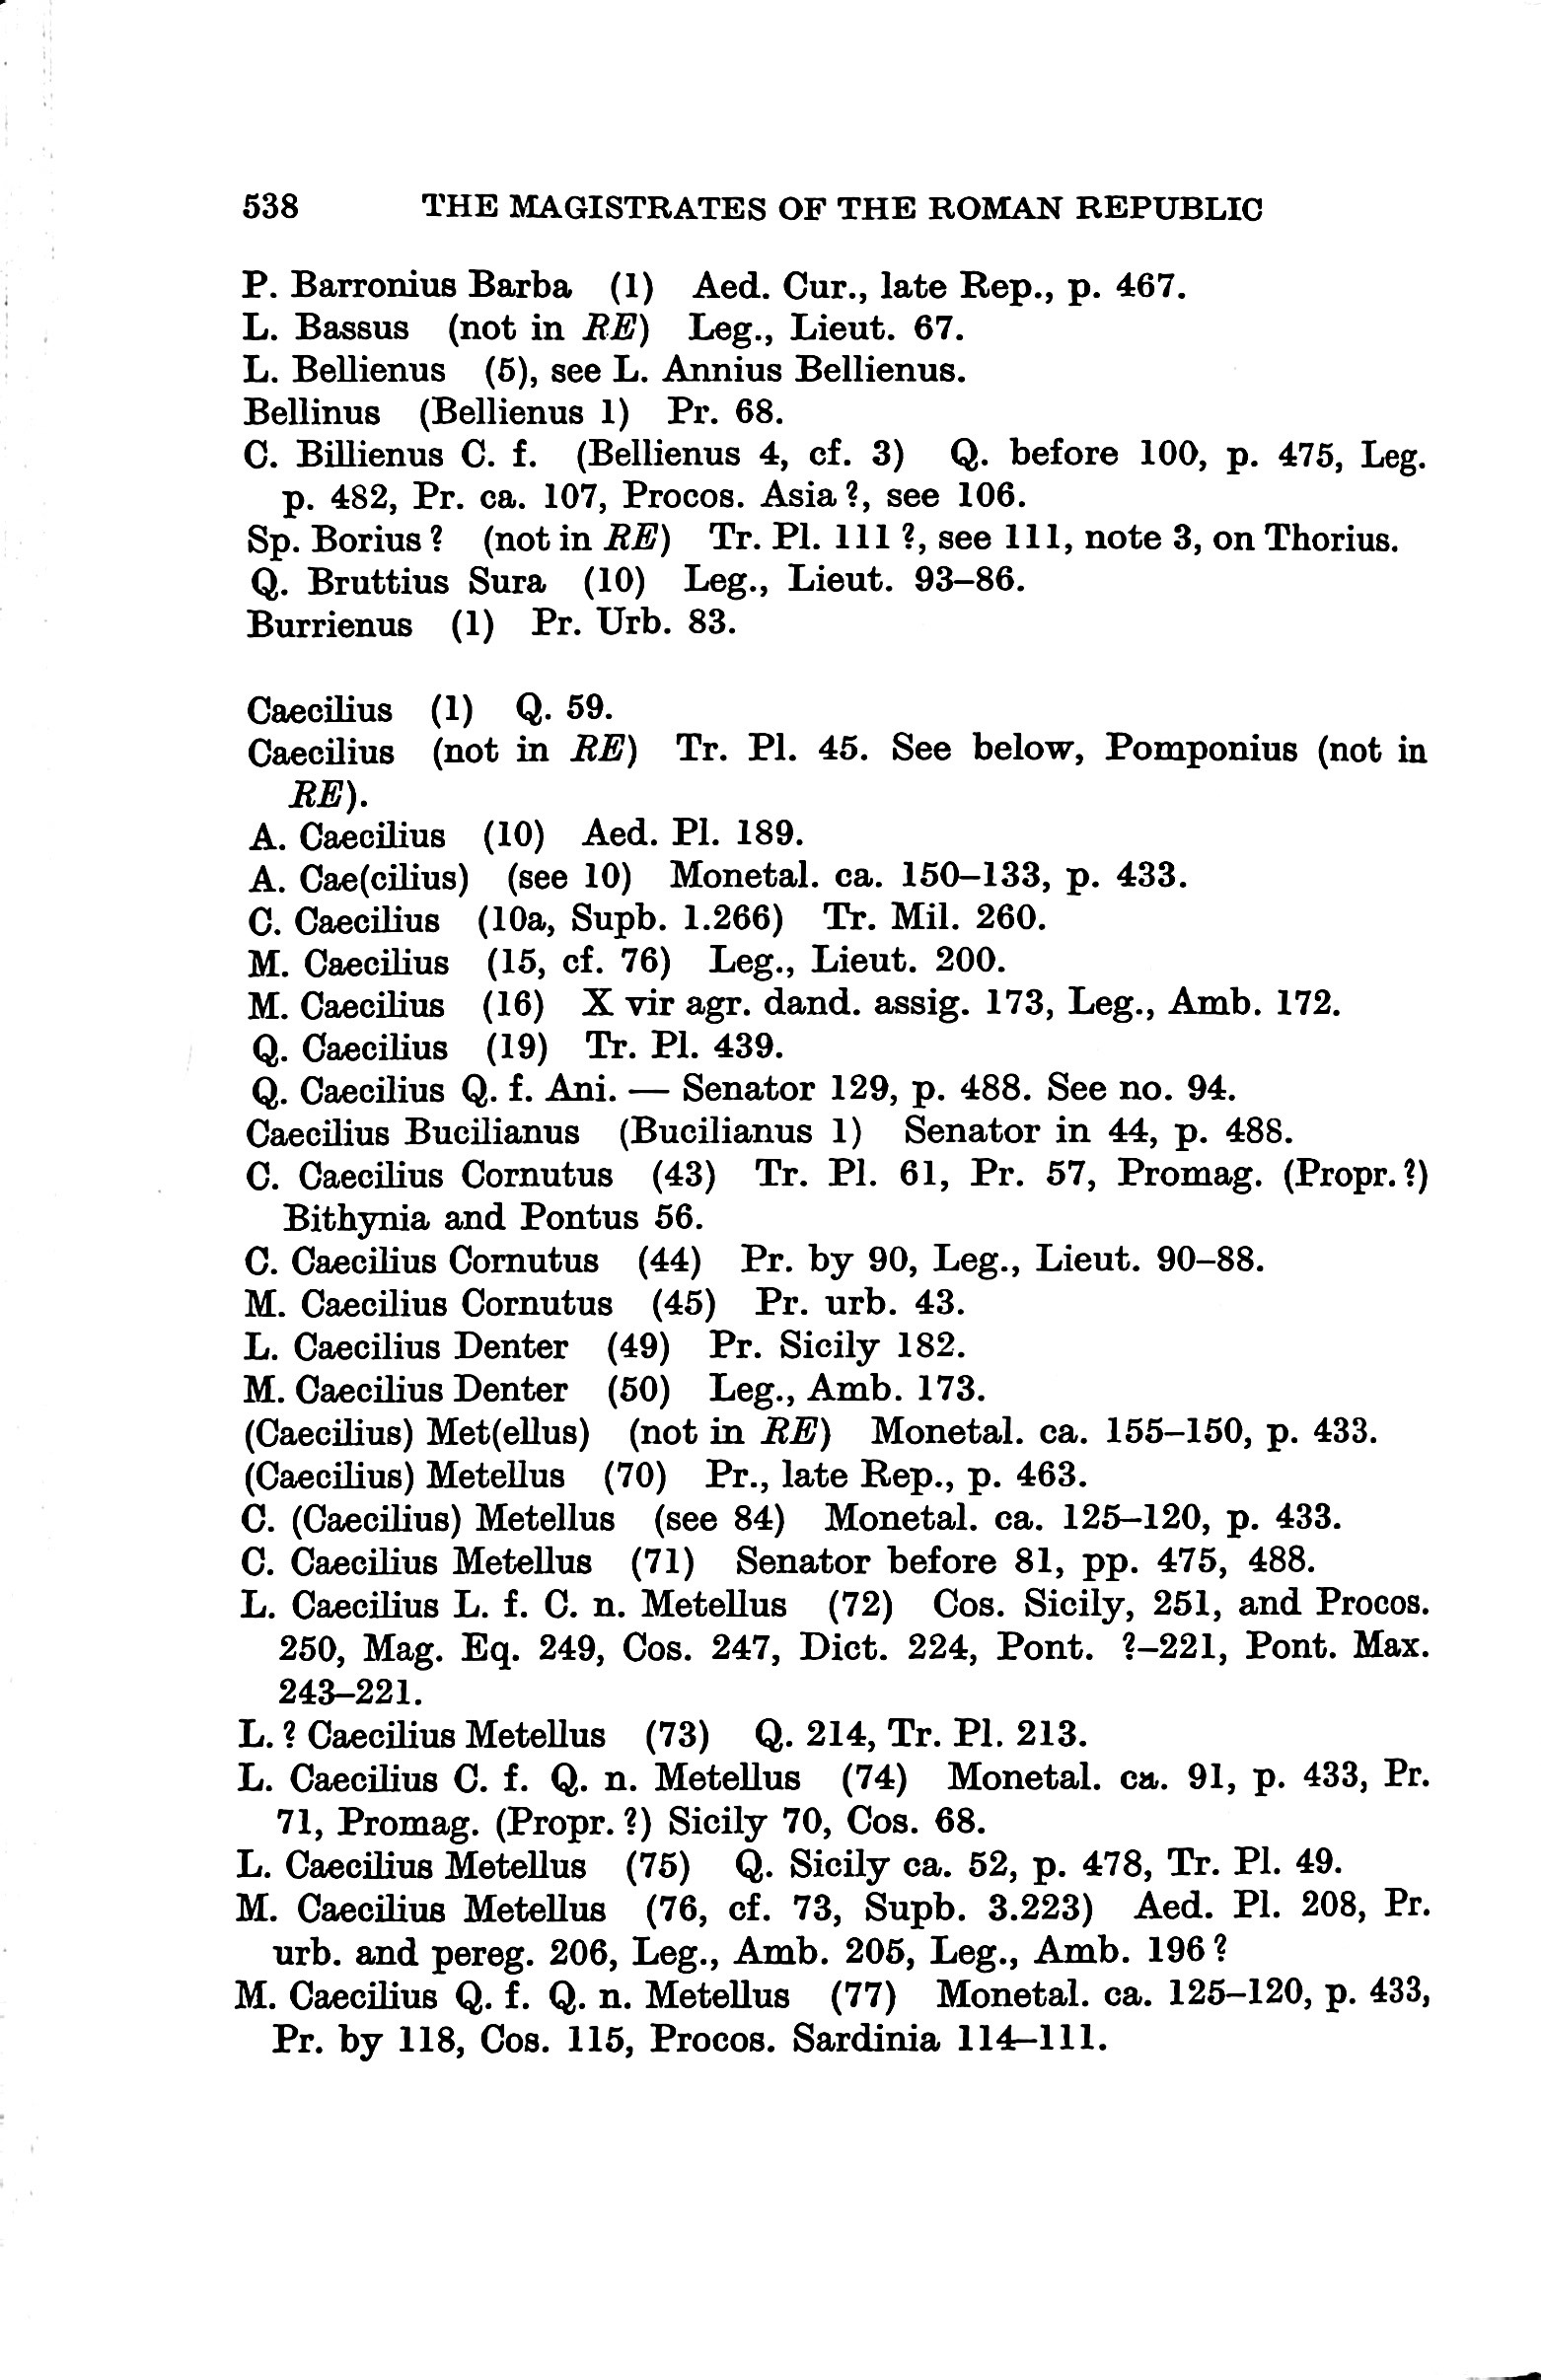 538 THE MAGISTRATES OF THE ROMAN REPUBLIC
P. Barronius Barba (1) Aed. Cur., late Rep., p. 467.
L. Bassus (not in RE) Leg., Lieut. 67.
L. Bellienus (5), see L. Annius Bellienus.
Bellinus (Bellienus 1) Pr. 68.
C. Billienus C. f. (Bellienus 4, cf. 3) Q. before 100, p. 475, Leg.
p. 482, Pr. ca. 107, Procos. Asia ?, see 106.
Sp. Borius ? (not in RE) Tr. Pl. 111 ?, see 111, note 3, on Thorius.
Q. Bruttius Sura (10) Leg., Lieut. 93–86.
Burrienus (1) Pr. Urb. 83.
Caecilius (1) Q. 59.
Caecilius (not in RE) Tr. Pl. 45. See below, Pomponius (not in
RE).
A. Caecilius (10) Aed. Pl. 189.
A. Cae(cilius) (see 10) Monetal. ca. 150–133, p. 433.
C. Caecilius (10a, Supb. 1.266) Tr. Mil. 260.
M. Caecilius (15, cf. 76) Leg., Lieut. 200.
M. Caecilius (16) X vir agr. dand. assig. 173, Leg., Amb. 172.
Q. Caecilius (19) Tr. Pl. 439.
Q. Caecilius Q. f. Ani. — Senator 129, p. 488. See no. 94.
Caecilius Bucilianus (Bucilianus 1) Senator in 44, p. 488.
C. Caecilius Cornutus (43) Tr. Pl. 61, Pr. 57, Promag. (Propr. ?)
Bithynia and Pontus 56.
C. Caecilius Cornutus (44) Pr. by 90, Leg., Lieut. 90–88.
M. Caecilius Cornutus (45) Pr. urb. 43.
L. Caecilius Denter (49) Pr. Sicily 182.
M. Caecilius Denter (50) Leg., Amb. 173.
(Caecilius) Met(ellus) (not in RE) Monetal. ca. 155–150, p. 433.
(Caecilius) Metellus (70) Pr., late Rep., p. 463.
C. (Caecilius) Metellus (see 84) Monetal. ca. 125–120, p. 433.
C. Caecilius Metellus (71) Senator before 81, pp. 475, 488.
L. Caecilius L. f. C. n. Metellus (72) Cos. Sicily, 251, and Procos.
250, Mag. Eq. 249, Cos. 247, Dict. 224, Pont. ?–221, Pont. Max.
243–221.
L. ? Caecilius Metellus (73) Q. 214, Tr. Pl. 213.
L. Caecilius C. f. Q. n. Metellus (74) Monetal. ca. 91, p. 433, Pr.
71, Promag. (Propr. ?) Sicily 70, Cos. 68.
L. Caecilius Metellus (75) Q. Sicily ca. 52, p. 478, Tr. Pl. 49.
M. Caecilius Metellus (76, cf. 73, Supb. 3.223) Aed. Pl. 208, Pr.
urb. and pereg. 206, Leg., Amb. 205, Leg., Amb. 196 ?
M. Caecilius Q. f. Q. n. Metellus (77) Monetal. ca. 125–120, p. 433,
Pr. by 118, Cos. 115, Procos. Sardinia 114–111.